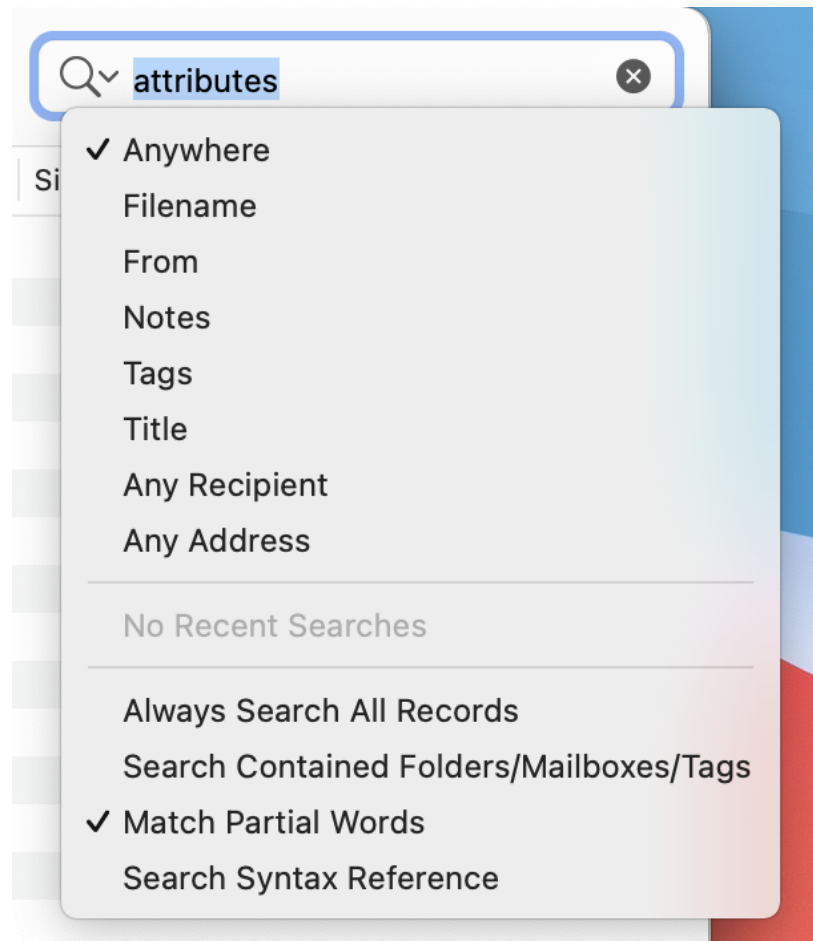 attributes
Si
Anywhere
Filename
From
Notes
Tags
Title
Any Recipient
Any Address
No Recent Searches
Always Search All Records
Search Contained Folders/Mailboxes/Tags
Match Partial Words
Search Syntax Reference